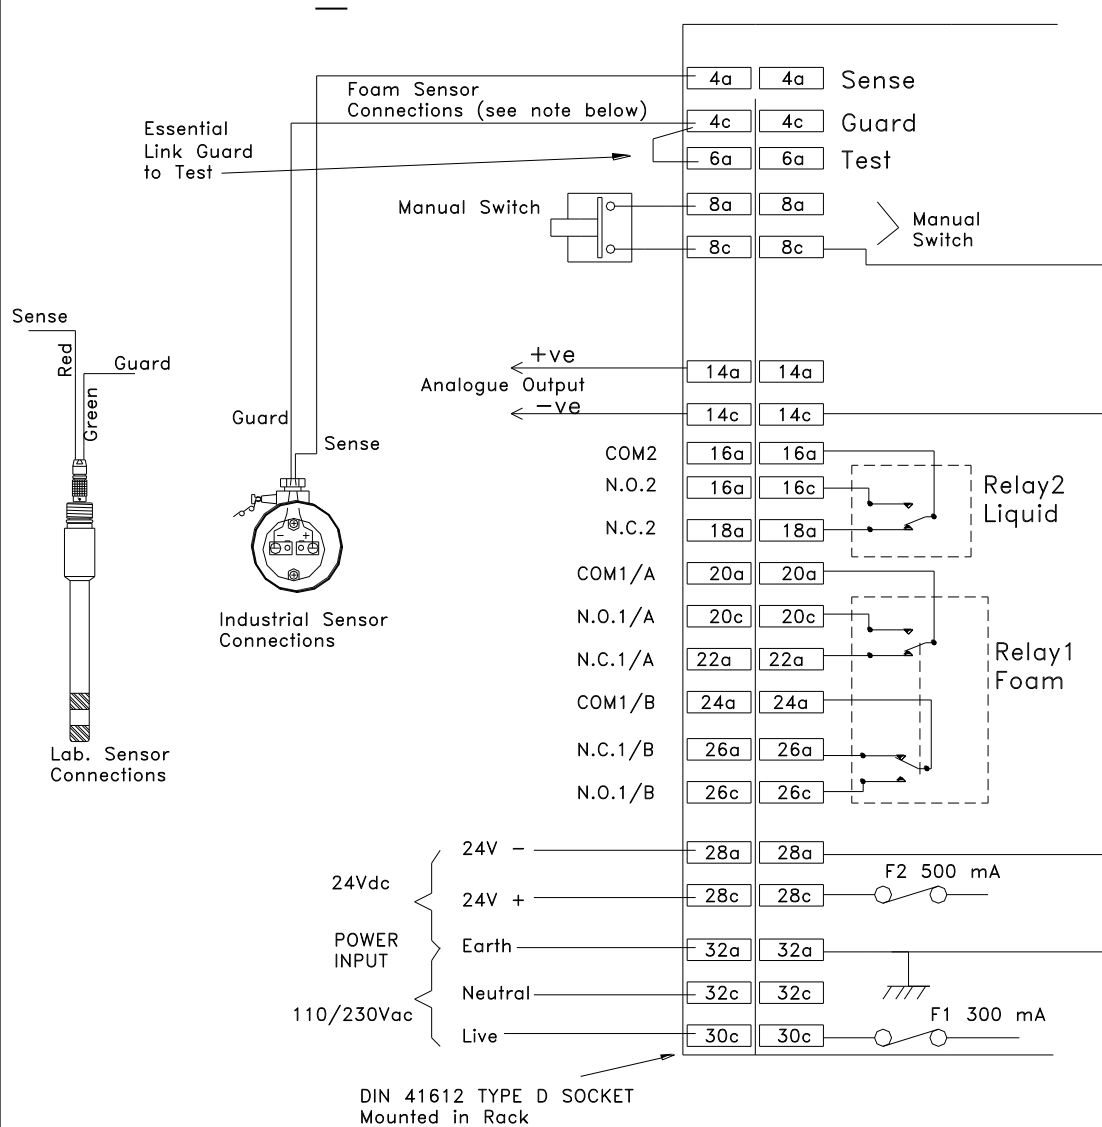 4a 4a Sense
Foam Sensor
Connections (see note below)
4c 4c Guard
Essential
Link Guard
to Test
6a 6a Test
Manual Switch
8a 8a
Manual
Switch
8c 8c
Sense
Red
Guard
Green
+ve
14a 14a
Analogue Output
-ve
14c 14c
Guard
Sense
- +
Industrial Sensor
Connections
Lab. Sensor
Connections
COM2 16a 16a
N.O.2 16a 16c
Relay2
Liquid
N.C.2 18a 18a
COM1/A 20a 20a
N.O.1/A 20c 20c
N.C.1/A 22a 22a
Relay1
Foam
COM1/B 24a 24a
N.C.1/B 26a 26a
N.O.1/B 26c 26c
24V - 28a 28a
F2 500 mA
24Vdc
24V + 28c 28c
POWER
INPUT
Earth 32a 32a
Neutral 32c 32c
110/230Vac
F1 300 mA
Live 30c 30c
DIN 41612 TYPE D SOCKET
Mounted in Rack